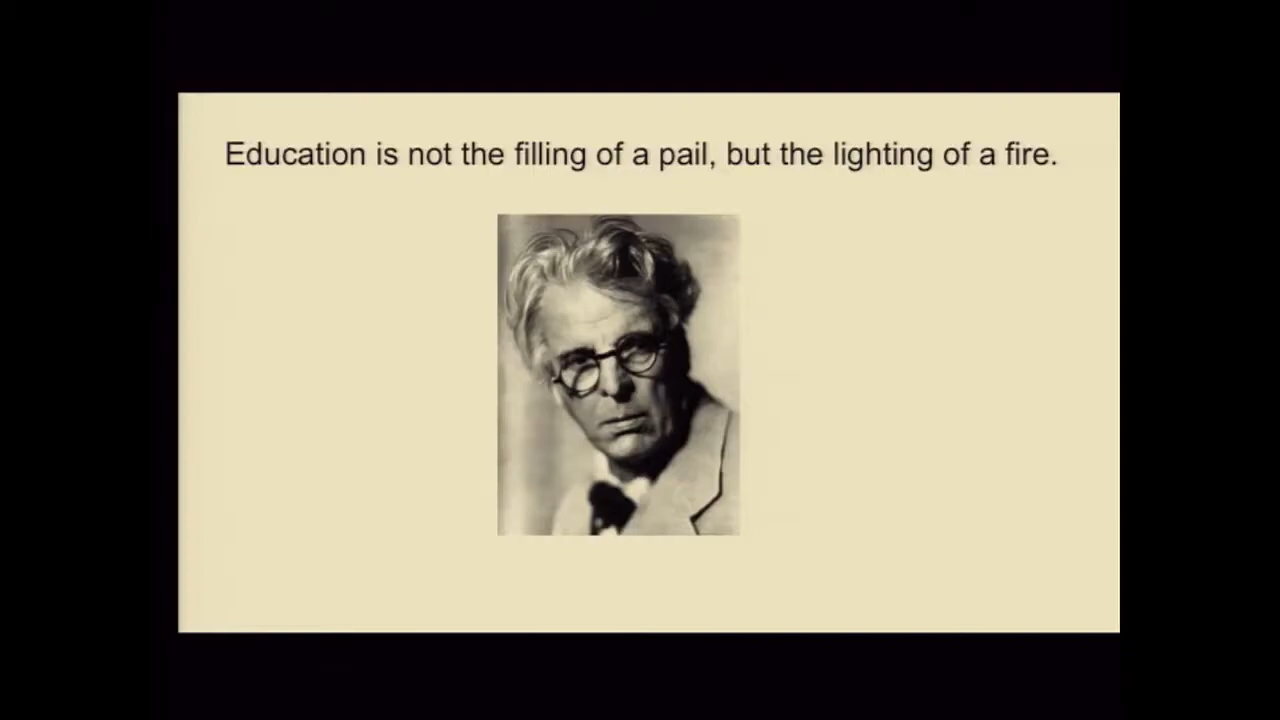 Education is not the filling of a pail, but the lighting of a fire.